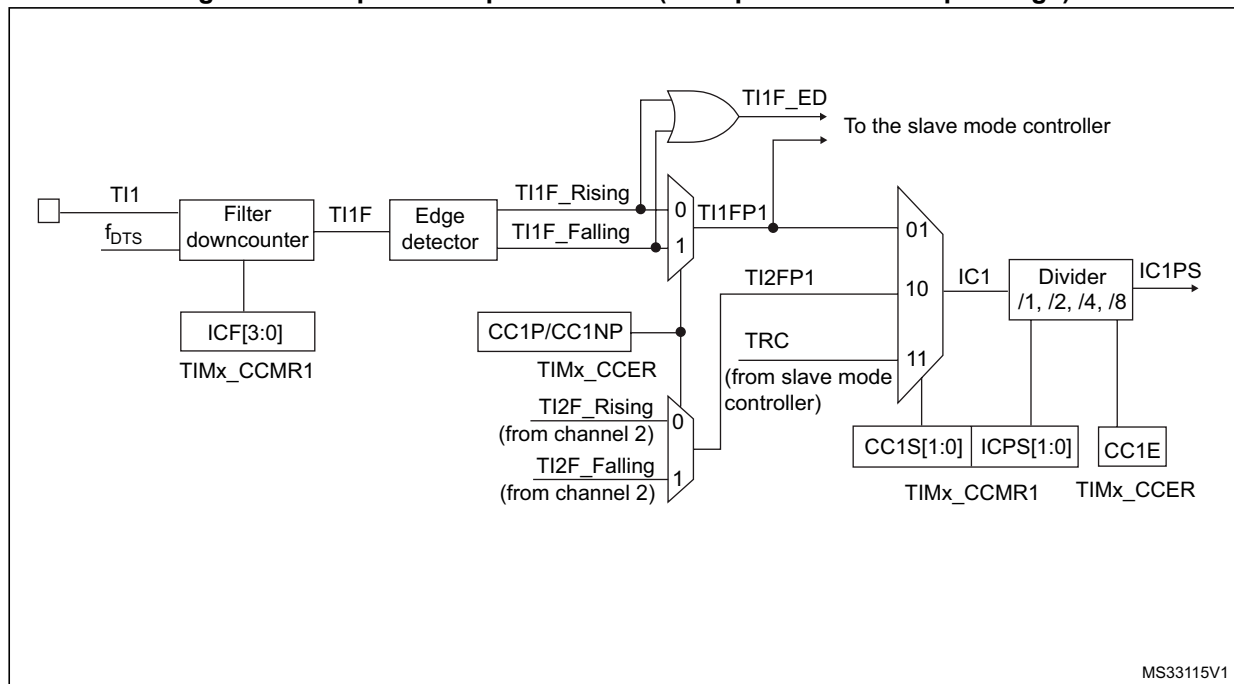 TI1F_ED
To the slave mode controller
TI1
f_DTS
Filter
downcounter
ICF[3:0]
TIMx_CCMR1
TI1F
Edge
detector
TI1F_Rising
TI1F_Falling
0
1
TI1FP1
CC1P/CC1NP
TIMx_CCER
TI2F_Rising
(from channel 2)
TI2F_Falling
(from channel 2)
0
1
TI2FP1
TRC
(from slave mode
controller)
01
10
11
IC1
Divider
/1, /2, /4, /8
IC1PS
CC1S[1:0]
ICPS[1:0]
TIMx_CCMR1
CC1E
TIMx_CCER
MS33115V1